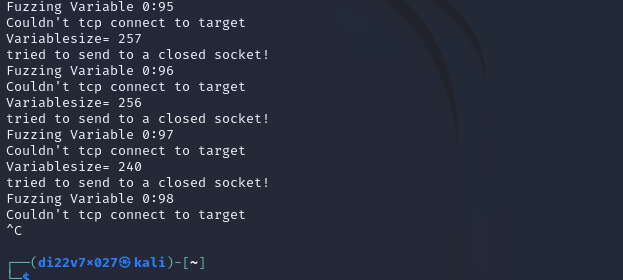 Fuzzing Variable 0:95
Couldn't tcp connect to target
Variablesize= 257
tried to send to a closed socket!
Fuzzing Variable 0:96
Couldn't tcp connect to target
Variablesize= 256
tried to send to a closed socket!
Fuzzing Variable 0:97
Couldn't tcp connect to target
Variablesize= 240
tried to send to a closed socket!
Fuzzing Variable 0:98
Couldn't tcp connect to target
^C
┌──(di22v7×027㉿kali)-[~]
└─$